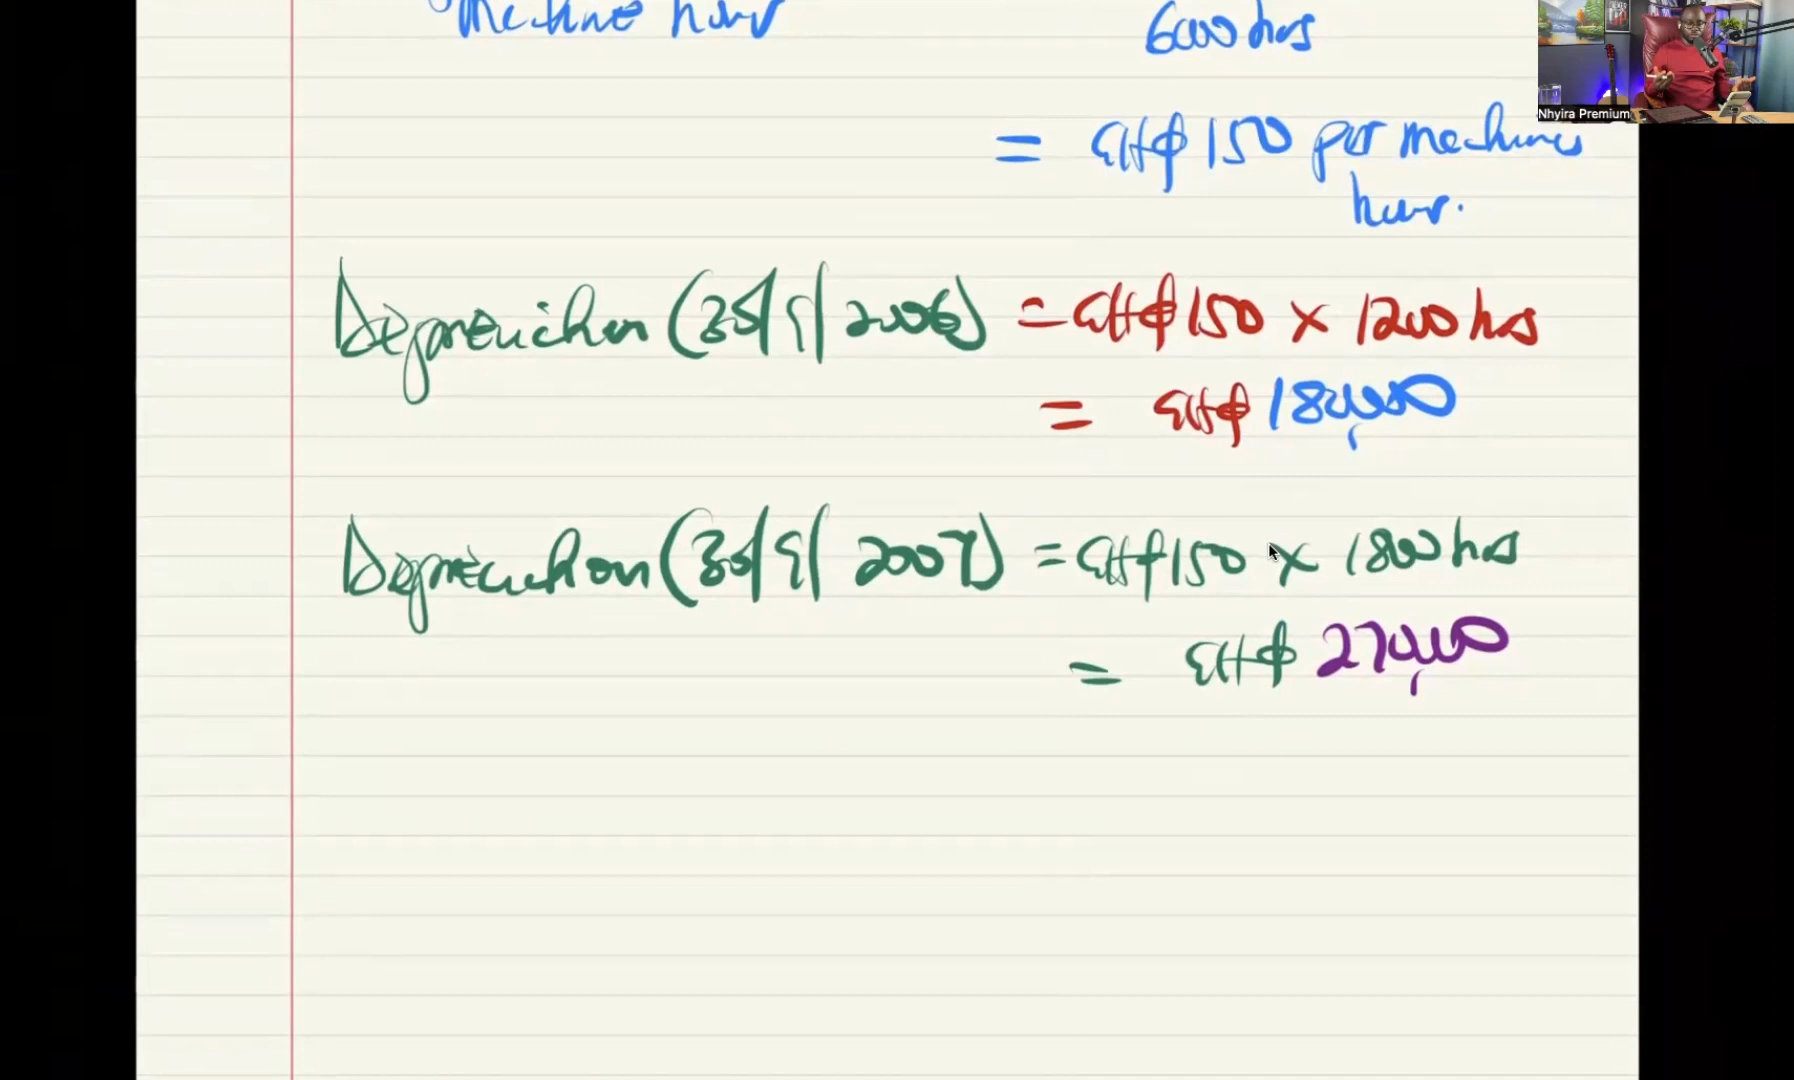 Machine hour
6000 hrs
Nhyira Premium
= GH¢ 150 per machine
hour.
Depreciation (30/9/2006) = GH¢150 × 1200 hrs
= GH¢ 180,000
Depreciation (30/9/2007) = GH¢150 × 1800 hrs
= GH¢ 270,000